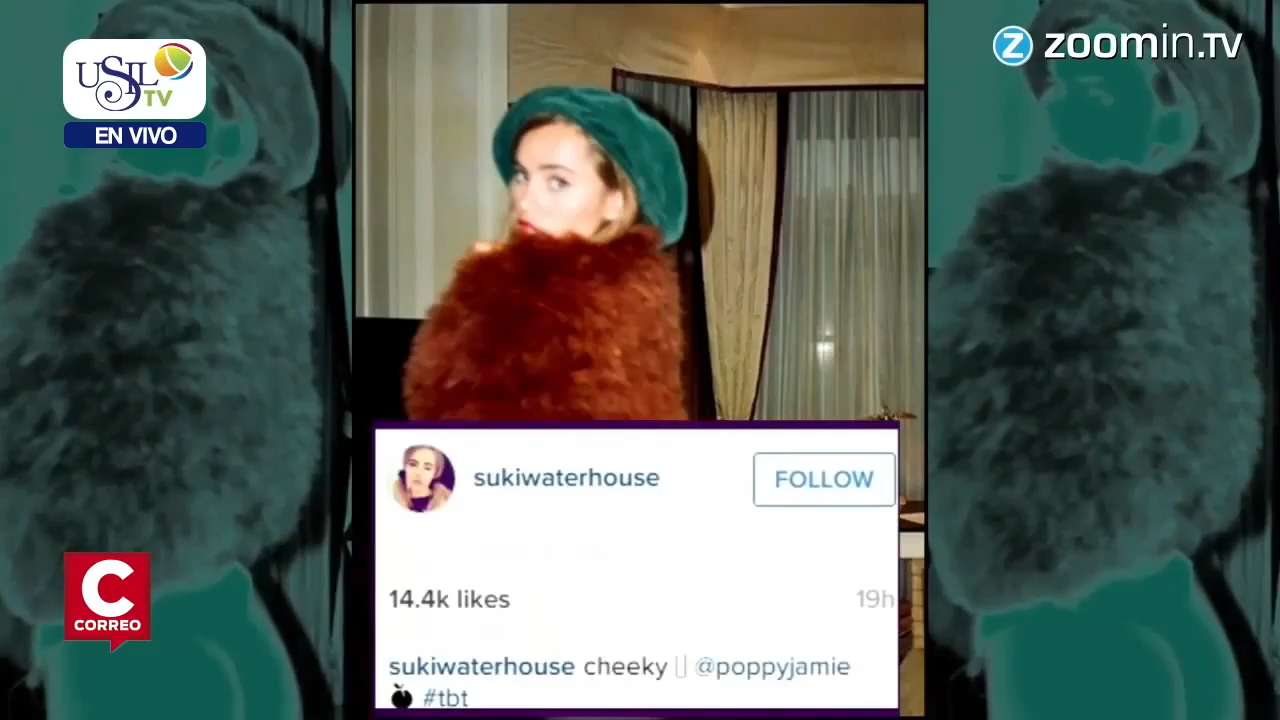 USIL
TV
EN VIVO
Z zoomin.TV
sukiwaterhouse
FOLLOW
14.4k likes
19h
sukiwaterhouse cheeky @poppyjamie
#tbt
C
CORREO